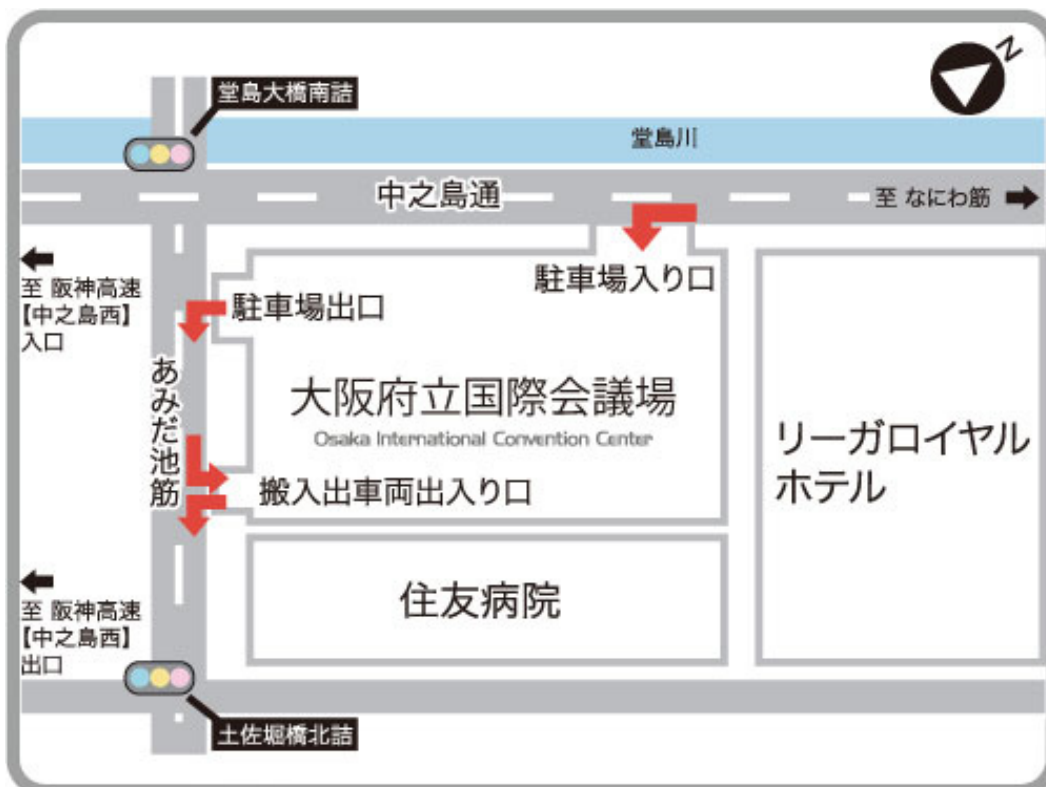 N
堂島大橋南詰
堂島川
中之島通
至 なにわ筋
至 阪神高速
【中之島西】
入口
駐車場入り口
駐車場出口
あみだ池筋
大阪府立国際会議場
Osaka International Convention Center
リーガロイヤル
ホテル
搬入出車両出入り口
住友病院
至 阪神高速
【中之島西】
出口
土佐堀橋北詰